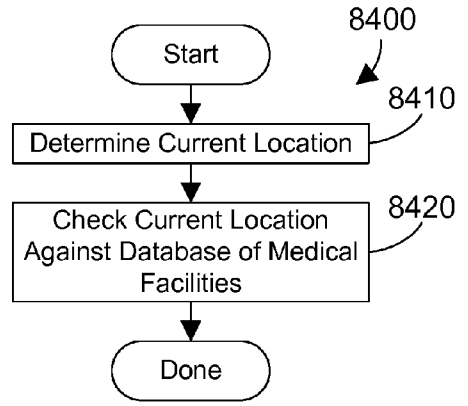 Start
8400
8410
Determine Current Location
8420
Check Current Location
Against Database of Medical
Facilities
Done